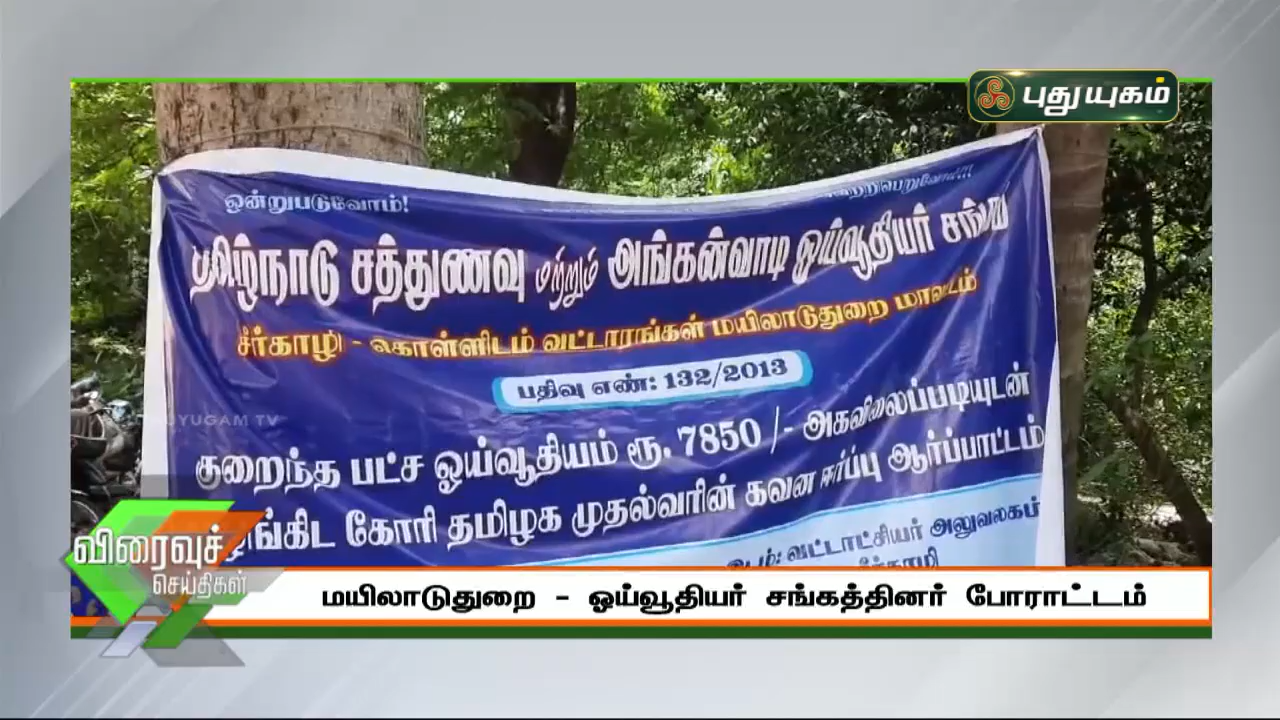 புதுயுகம்
ஒன்றுபடுவோம்!
தமிழ்நாடு சத்துணவு மற்றும் அங்கன்வாடி ஓய்வூதியர் சங்கம்
சீர்காழி - கொள்ளிடம் வட்டாரங்கள் மயிலாடுதுறை மாவட்டம்
பதிவு எண்: 132/2013
குறைந்த பட்ச ஓய்வூதியம் ரூ. 7850 /- அகவிலைப்படியுடன்
கோரி தமிழக முதல்வரின் கவன ஈர்ப்பு ஆர்ப்பாட்டம்
வட்டாட்சியர் அலுவலகம்
YUGAM TV
விரைவுச்
செய்திகள்
மயிலாடுதுறை - ஓய்வூதியர் சங்கத்தினர் போராட்டம்